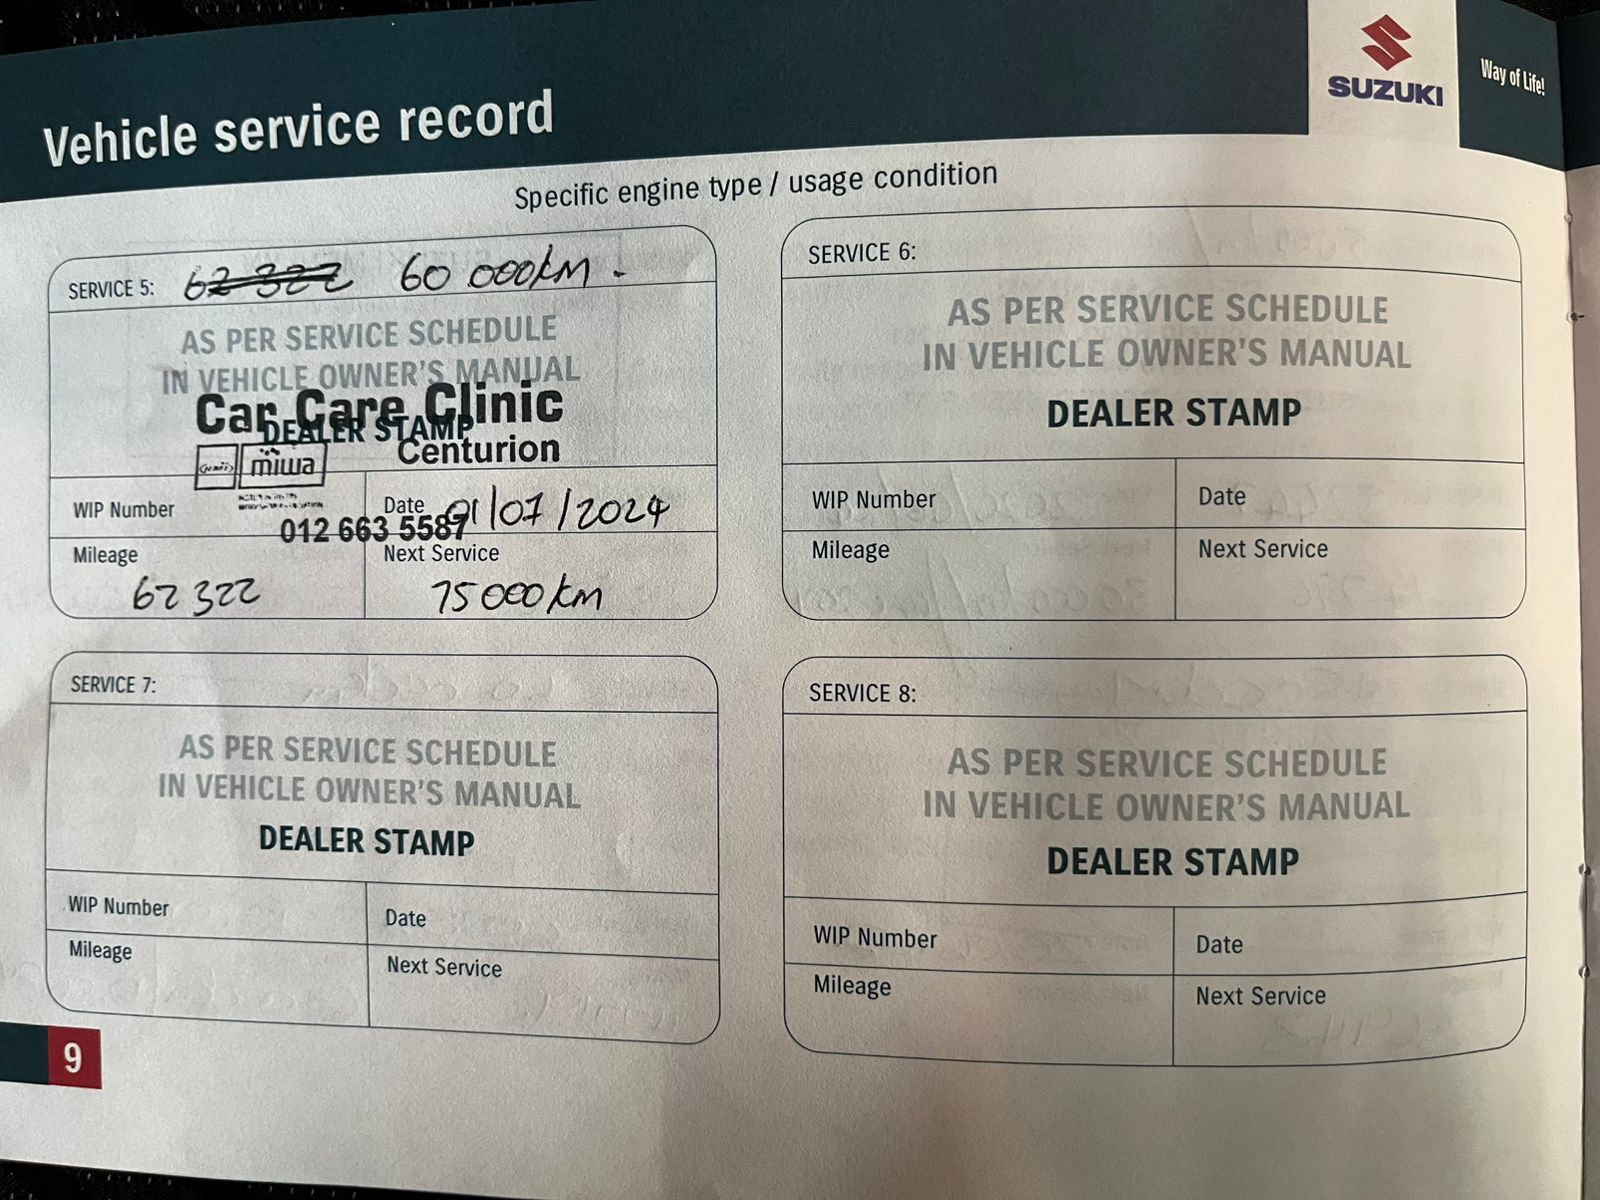 Vehicle service record
SUZUKI
Way of Life!
Specific engine type / usage condition
SERVICE 5: 62 322 60 000km .
AS PER SERVICE SCHEDULE
IN VEHICLE OWNER'S MANUAL
Car Care Clinic
DEALER STAMP
Centurion
miwa
WIP Number
Date 01/07/2024
012 663 5587
Mileage
62 322
Next Service
75 000km
SERVICE 6:
AS PER SERVICE SCHEDULE
IN VEHICLE OWNER'S MANUAL
DEALER STAMP
WIP Number
Date
Mileage
Next Service
SERVICE 7:
AS PER SERVICE SCHEDULE
IN VEHICLE OWNER'S MANUAL
DEALER STAMP
WIP Number
Date
Mileage
Next Service
SERVICE 8:
AS PER SERVICE SCHEDULE
IN VEHICLE OWNER'S MANUAL
DEALER STAMP
WIP Number
Date
Mileage
Next Service
9